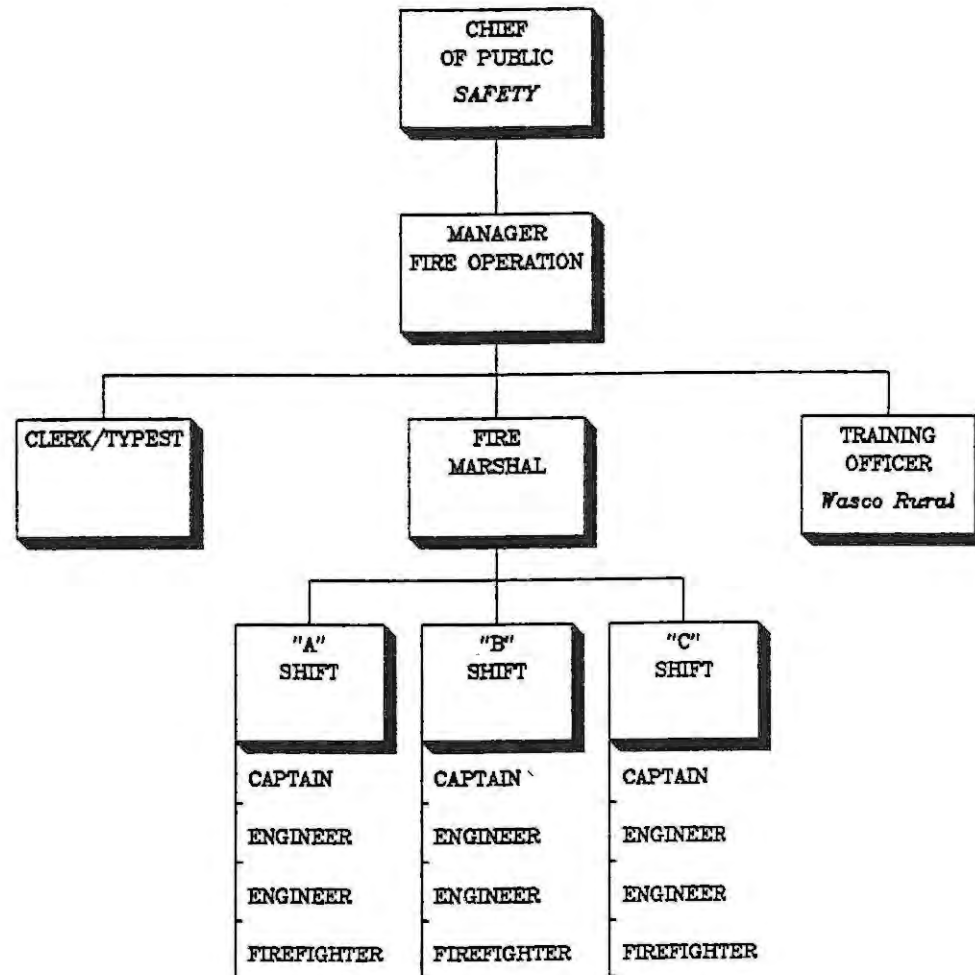 CHIEF
OF PUBLIC
SAFETY
MANAGER
FIRE OPERATION
CLERK/TYPEST
FIRE
MARSHAL
TRAINING
OFFICER
Wasco Rural
"A"
SHIFT
CAPTAIN
ENGINEER
ENGINEER
FIREFIGHTER
"B"
SHIFT
CAPTAIN
ENGINEER
ENGINEER
FIREFIGHTER
"C"
SHIFT
CAPTAIN
ENGINEER
ENGINEER
FIREFIGHTER